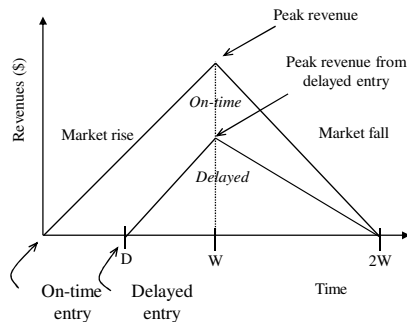 Peak revenue
Peak revenue from
delayed entry
Revenues ($)
On-time
Market rise
Market fall
Delayed
D
W
2W
On-time
entry
Delayed
entry
Time